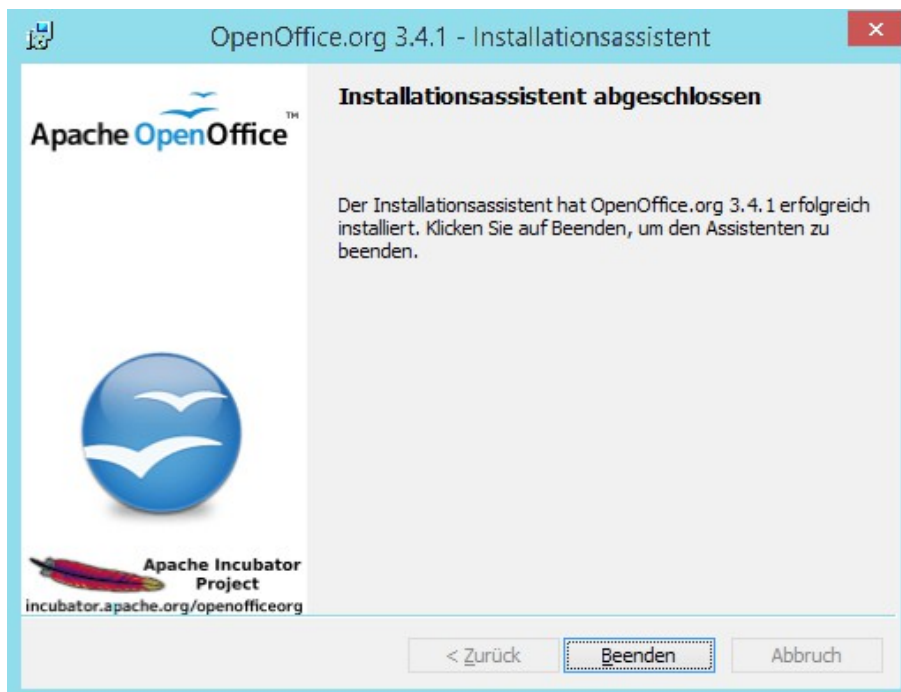 OpenOffice.org 3.4.1 - Installationsassistent
Apache OpenOffice™
Installationsassistent abgeschlossen
Der Installationsassistent hat OpenOffice.org 3.4.1 erfolgreich
installiert. Klicken Sie auf Beenden, um den Assistenten zu
beenden.
Apache Incubator
Project
incubator.apache.org/openofficeorg
< Zurück
Beenden
Abbruch